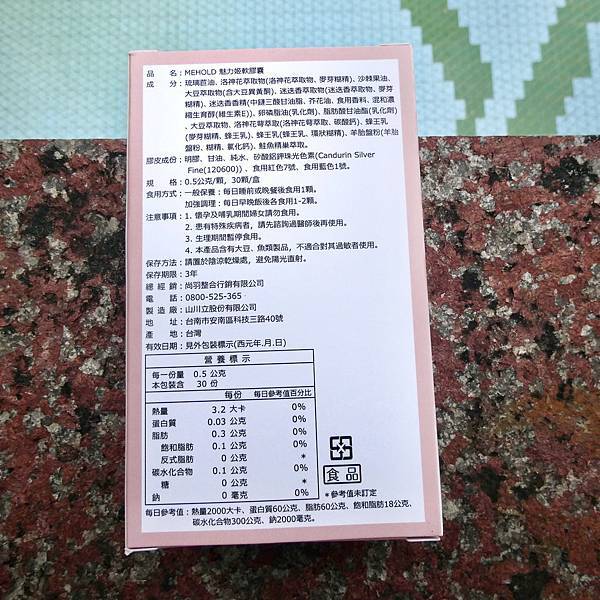 品　　名：MEHOLD 魅力姬軟膠囊
成　　分：琉璃苣油、洛神花萃取物(洛神花萃取物、麥芽糊精)、沙棘果油、
大豆萃取物(含大豆異黃酮)、迷迭香萃取物(迷迭香萃取物、麥芽
糊精)、迷迭香香精(中鏈三酸甘油脂、芥花油、食用香料、混和濃
縮生育醇(維生素E))、卵磷脂油(乳化劑)、脂肪酸甘油酯(乳化劑)
、大豆萃取物、洛神花萼萃取(洛神花萼萃取、碳酸鈣)、蜂王乳
(麥芽糊精、蜂王乳)、蜂王乳(蜂王乳、環狀糊精)、羊胎盤粉(羊胎
盤粉、糊精、氯化鈣)、鮭魚精巢萃取。
膠皮成份：明膠、甘油、純水、矽酸鋁鉀珠光色素(Candurin Silver
Fine(120600))、食用紅色7號、食用藍色1號。
規　　格：0.5公克/顆，30顆/盒
食用方式：一般保養：每日睡前或晚餐後食用1顆。
加強調理：每日早晚飯後各食用1-2顆。
注意事項：1. 懷孕及哺乳期間婦女請勿食用。
2. 患有特殊疾病者，請先諮詢過醫師後再使用。
3. 生理期間暫停食用。
4. 本產品含有大豆、魚類製品，不適合對其過敏者使用。
保存方法：請置於陰涼乾燥處，避免陽光直射。
保存期限：3年
總 經 銷：尚羽整合行銷有限公司
電　　話：0800-525-365
製 造 廠：山川立股份有限公司
地　　址：台南市安南區科技三路40號
產　　地：台灣
有效日期：見外包裝標示(西元年.月.日)
營 養 標 示
每一份量 0.5 公克
本包裝含 30 份
每份 每日參考值百分比
熱量 3.2 大卡 0%
蛋白質 0.03 公克 0%
脂肪 0.3 公克 0%
飽和脂肪 0.1 公克 0%
反式脂肪 0 公克 *
碳水化合物 0.1 公克 0%
糖 0 公克 *
鈉 0 毫克 0%
食品
*參考值未訂定
每日參考值：熱量2000大卡、蛋白質60公克、脂肪60公克、飽和脂肪18公克、
碳水化合物300公克、鈉2000毫克。